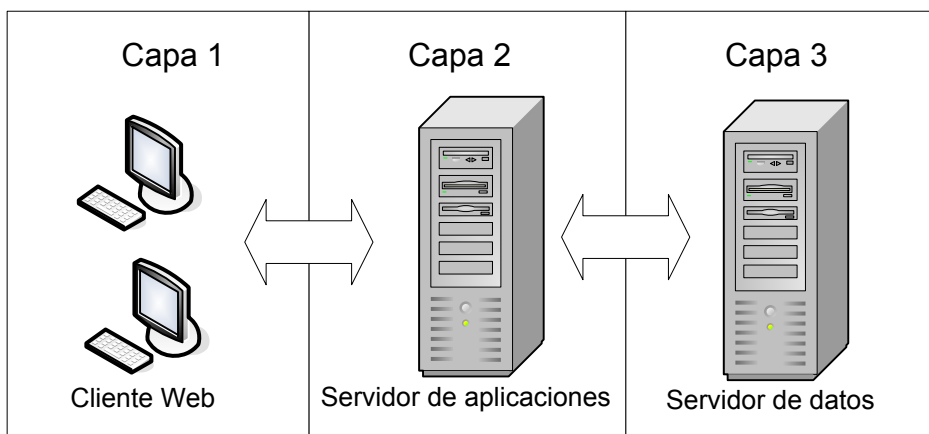 Capa 1
Capa 2
Capa 3
Cliente Web
Servidor de aplicaciones
Servidor de datos